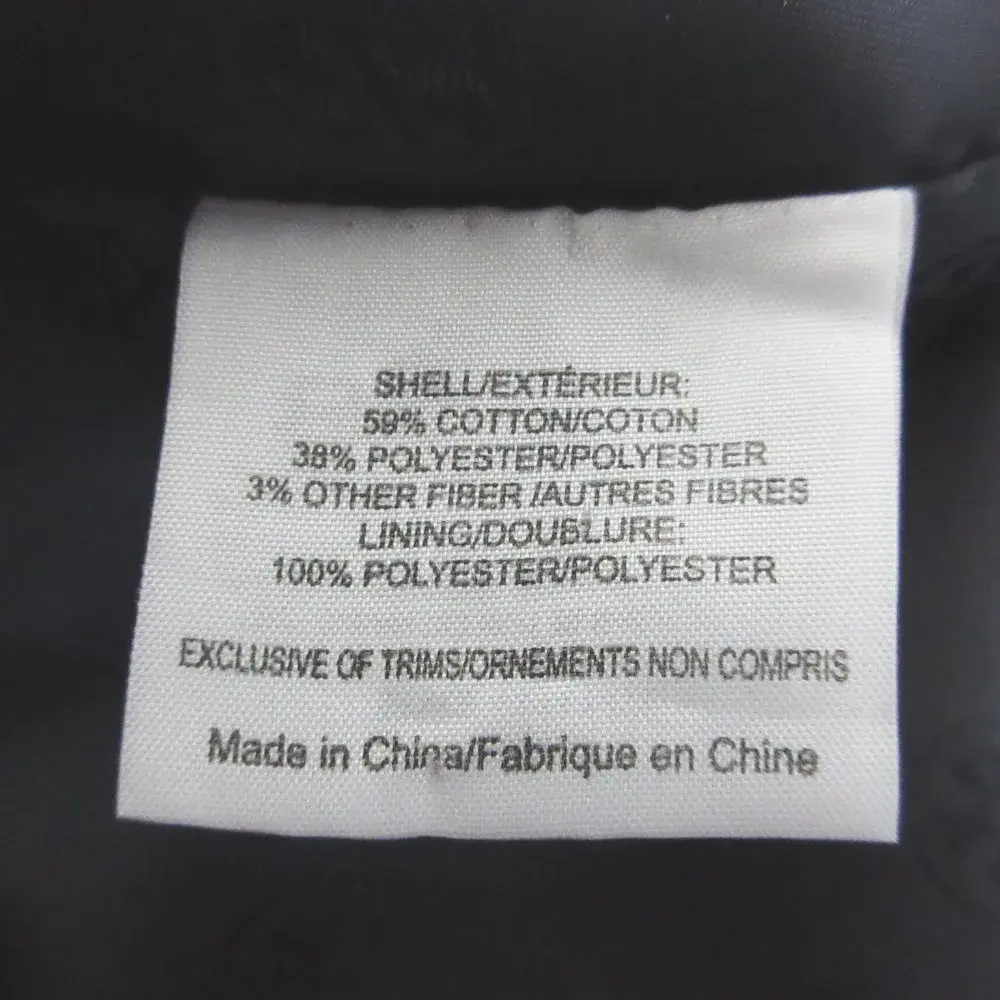 SHELL/EXTÉRIEUR:
59% COTTON/COTON
38% POLYESTER/POLYESTER
3% OTHER FIBER /AUTRES FIBRES
LINING/DOUBLURE:
100% POLYESTER/POLYESTER
EXCLUSIVE OF TRIMS/ORNEMENTS NON COMPRIS
Made in China/Fabrique en Chine